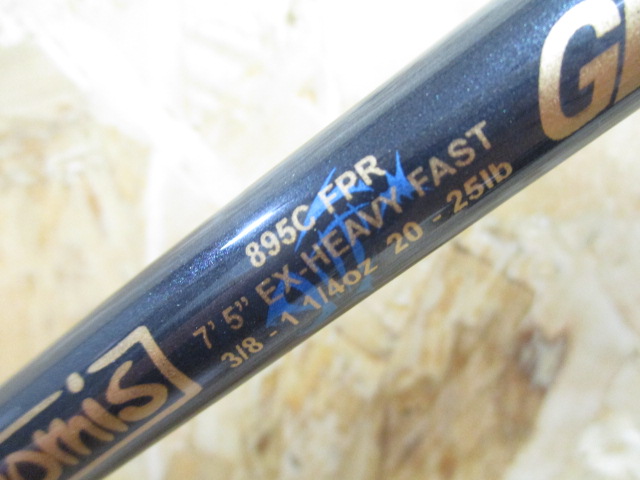 895C FPR
7' 5" EX-HEAVY FAST
3/8 - 1 1/4oz 20 - 25lb